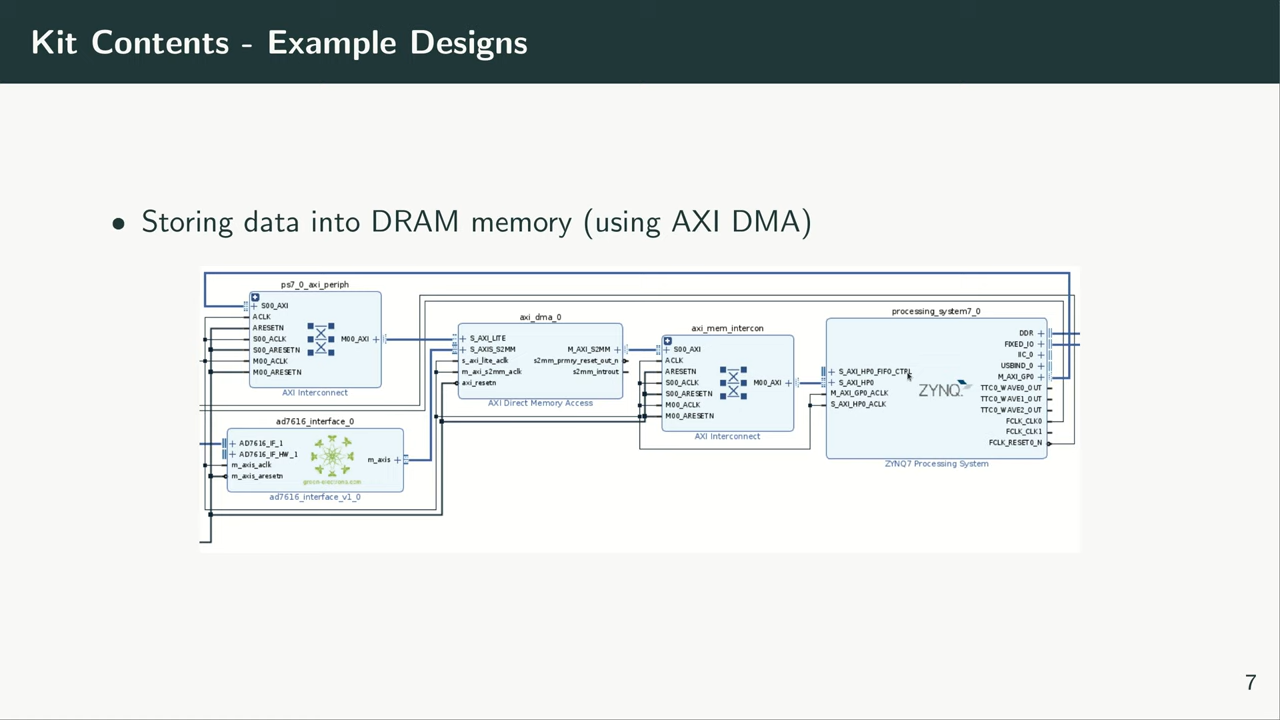 Kit Contents - Example Designs
• Storing data into DRAM memory (using AXI DMA)
ps7_0_axi_periph
S00_AXI
ACLK
ARESETN
S00_ACLK
S00_ARESETN
M00_ACLK
M00_ARESETN
M00_AXI
AXI Interconnect
ad7616_interface_0
AD7616_IF_1
AD7616_IF_HW_1
m_axis_aclk
m_axis_aresetn
m_axis
green-electrons.com
ad7616_interface_v1_0
axi_dma_0
S_AXI_LITE
S_AXIS_S2MM
s_axi_lite_aclk
m_axi_s2mm_aclk
axi_resetn
M_AXI_S2MM
s2mm_prmry_reset_out_n
s2mm_introut
AXI Direct Memory Access
axi_mem_intercon
S00_AXI
ACLK
ARESETN
S00_ACLK
S00_ARESETN
M00_ACLK
M00_ARESETN
M00_AXI
AXI Interconnect
processing_system7_0
S_AXI_HP0_FIFO_CTRL
S_AXI_HP0
M_AXI_GP0_ACLK
S_AXI_HP0_ACLK
ZYNQ
DDR
FIXED_IO
IIC_0
USBIND_0
M_AXI_GP0
TTC0_WAVE0_OUT
TTC0_WAVE1_OUT
TTC0_WAVE2_OUT
FCLK_CLK0
FCLK_CLK1
FCLK_RESET0_N
ZYNQ7 Processing System
7